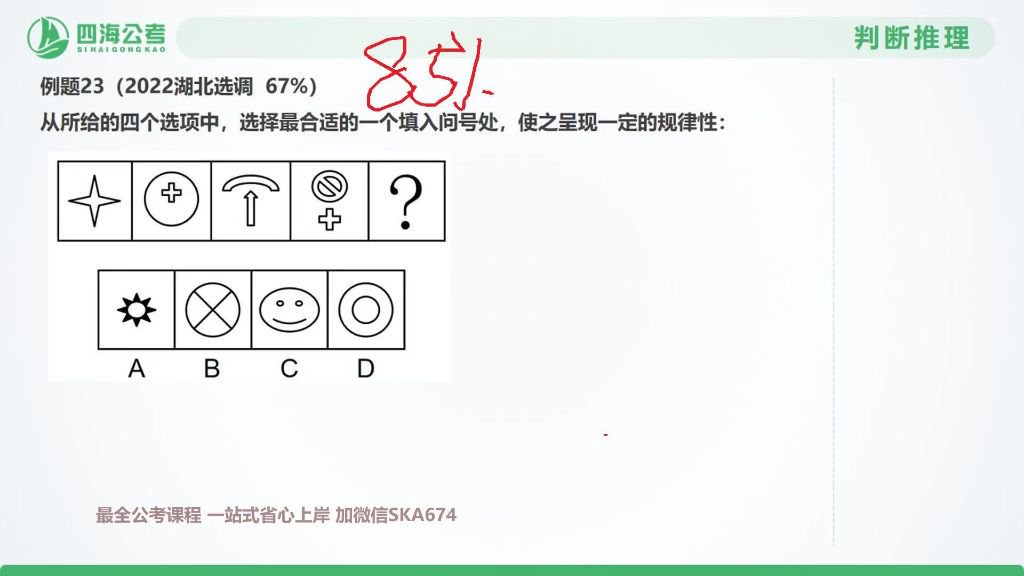 四海公考
SIHAIGONGKAO
判断推理
例题23（2022湖北选调 67%）
85%
从所给的四个选项中，选择最合适的一个填入问号处，使之呈现一定的规律性：
?
A B C D
最全公考课程 一站式省心上岸 加微信SKA674